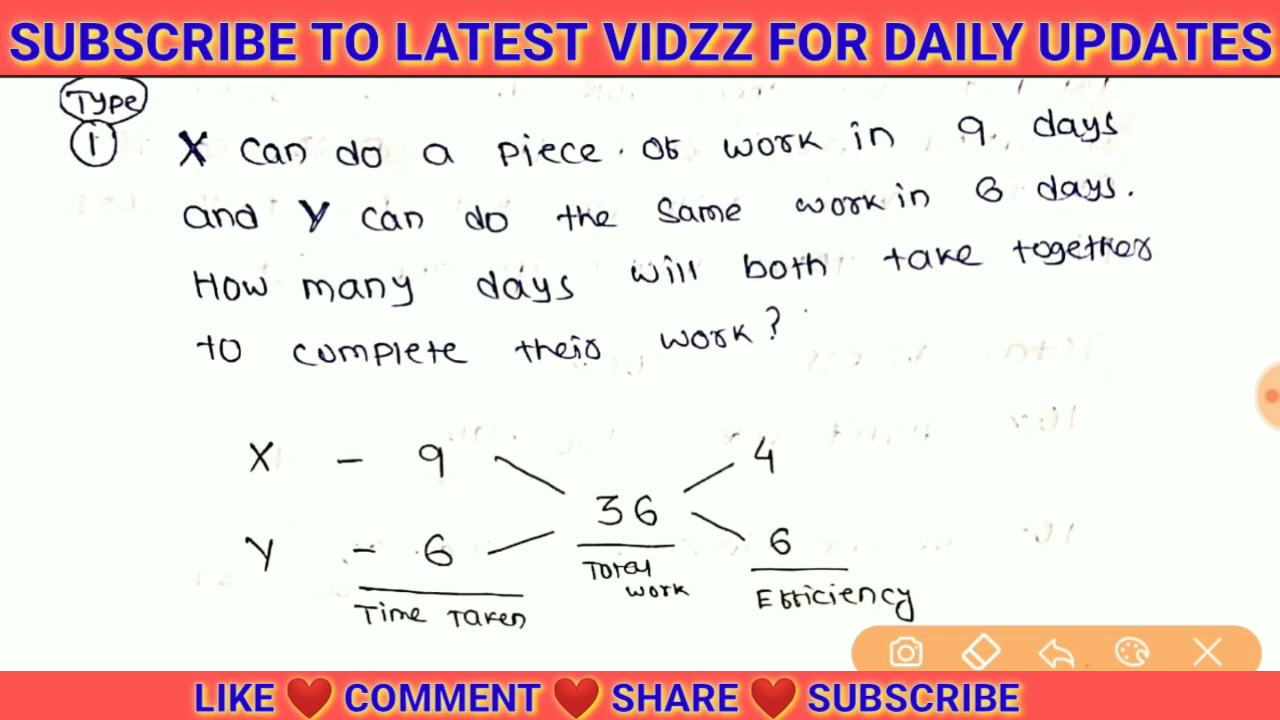 SUBSCRIBE TO LATEST VIDZZ FOR DAILY UPDATES
Type
1
X can do a piece of work in 9 days
and Y can do the same work in 6 days.
How many days will both take together
to complete their work?
X - 9
36
4
Y - 6
6
Total work
Time Taken
Efficiency
LIKE ❤️ COMMENT ❤️ SHARE ❤️ SUBSCRIBE